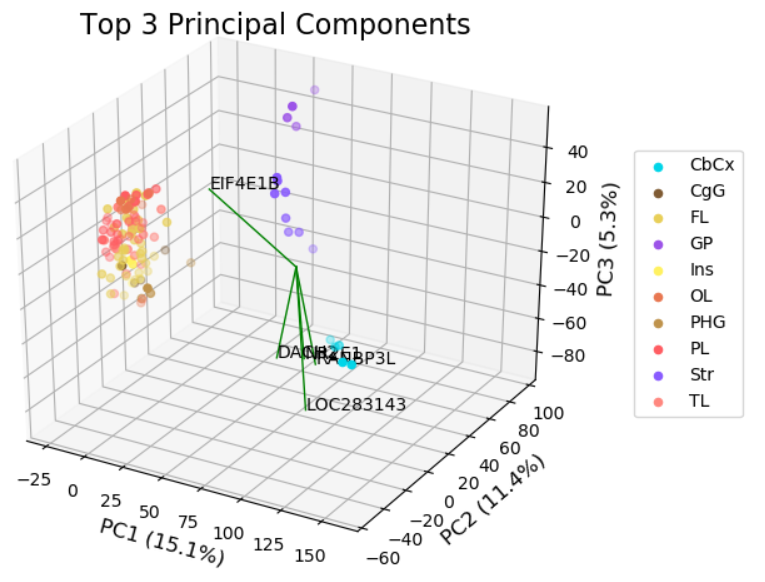 Top 3 Principal Components
EIF4E1B
LOC283143
40
20
0
−20
−40
−60
−80
PC3 (5.3%)
100
80
60
40
20
0
−20
−40
−60
PC2 (11.4%)
−25
0
25
50
75
100
125
150
PC1 (15.1%)
CbCx
CgG
FL
GP
Ins
OL
PHG
PL
Str
TL